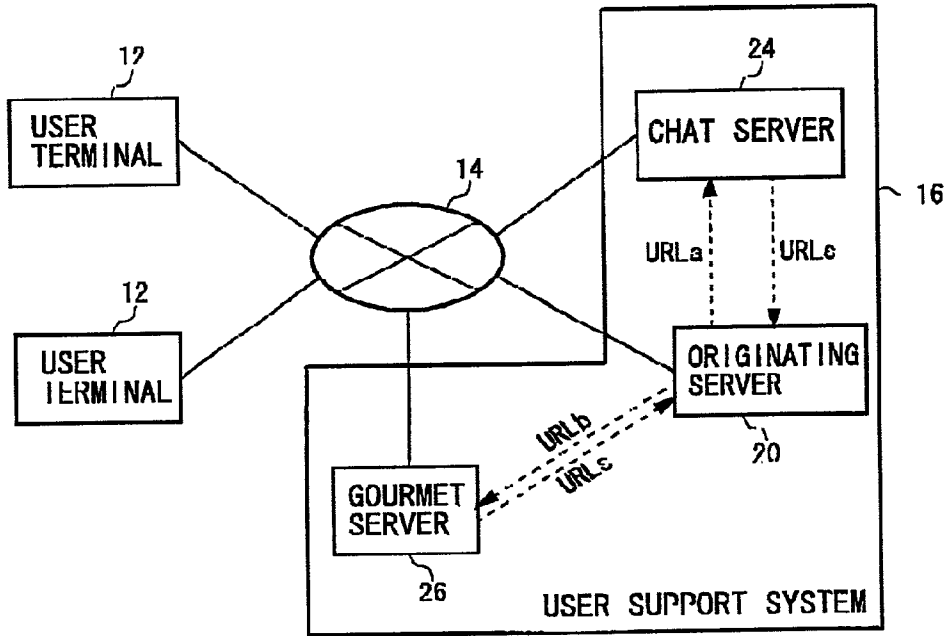 12
USER
TERMINAL
12
USER
TERMINAL
14
24
CHAT SERVER
16
URLa
URLc
ORIGINATING
SERVER
20
URLb
URLc
GOURMET
SERVER
26
USER SUPPORT SYSTEM